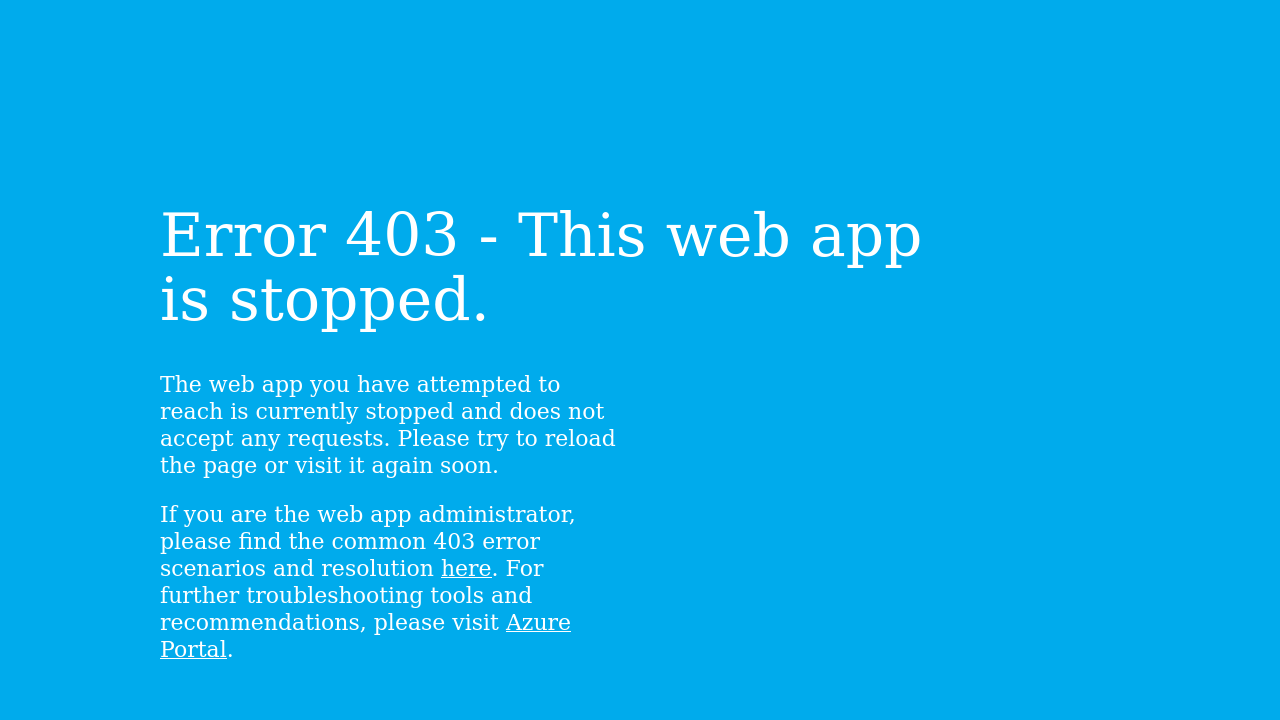 Error 403 - This web app
is stopped.
The web app you have attempted to
reach is currently stopped and does not
accept any requests. Please try to reload
the page or visit it again soon.
If you are the web app administrator,
please find the common 403 error
scenarios and resolution here. For
further troubleshooting tools and
recommendations, please visit Azure
Portal.